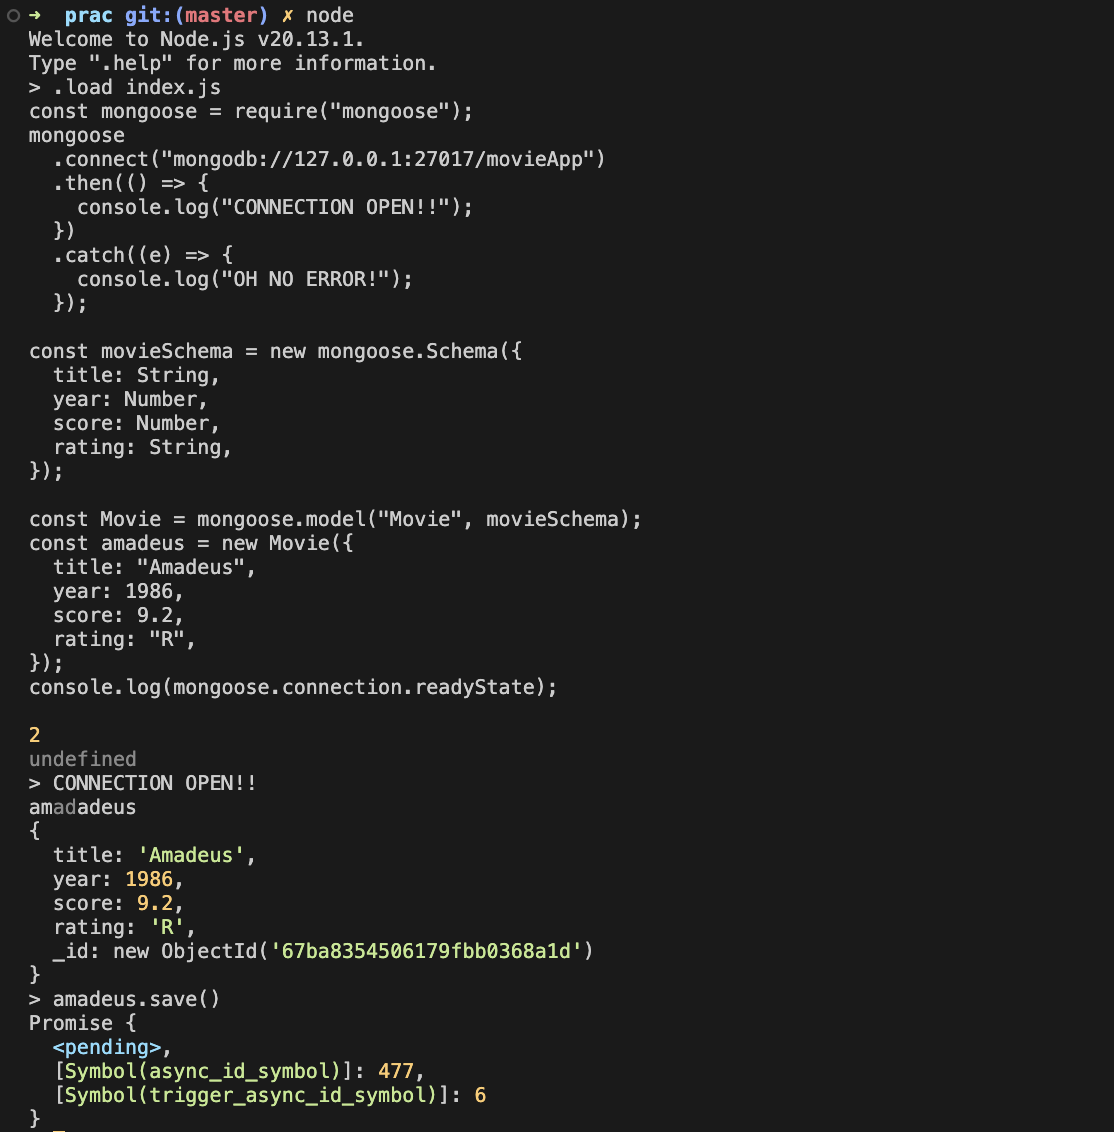 ➜  prac git:(master) ✗ node
Welcome to Node.js v20.13.1.
Type ".help" for more information.
> .load index.js
const mongoose = require("mongoose");
mongoose
  .connect("mongodb://127.0.0.1:27017/movieApp")
  .then(() => {
    console.log("CONNECTION OPEN!!");
  })
  .catch((e) => {
    console.log("OH NO ERROR!");
  });

const movieSchema = new mongoose.Schema({
  title: String,
  year: Number,
  score: Number,
  rating: String,
});

const Movie = mongoose.model("Movie", movieSchema);
const amadeus = new Movie({
  title: "Amadeus",
  year: 1986,
  score: 9.2,
  rating: "R",
});
console.log(mongoose.connection.readyState);

2
undefined
> CONNECTION OPEN!!
amadadeus
{
  title: 'Amadeus',
  year: 1986,
  score: 9.2,
  rating: 'R',
  _id: new ObjectId('67ba8354506179fbb0368a1d')
}
> amadeus.save()
Promise {
  <pending>,
  [Symbol(async_id_symbol)]: 477,
  [Symbol(trigger_async_id_symbol)]: 6
}